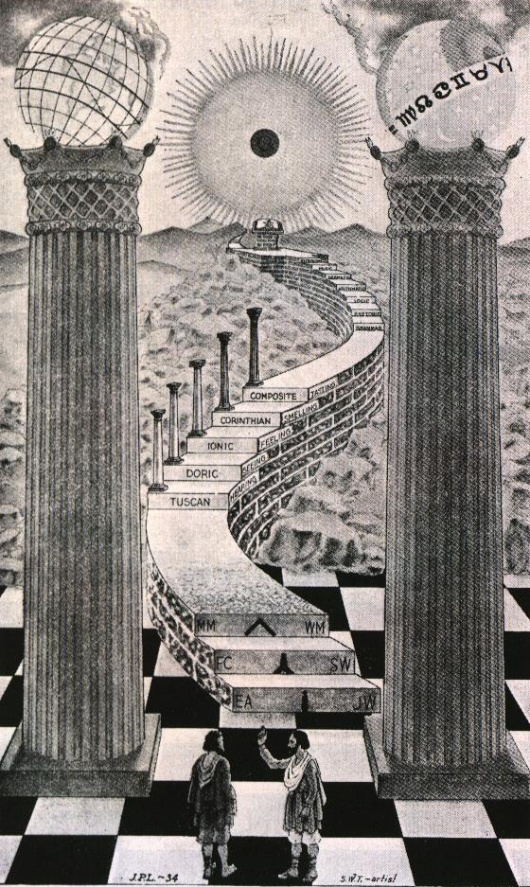 LOGIC
GRAMMAR
COMPOSITE TASTING
CORINTHIAN SMELLING
IONIC FEELING
DORIC SEEING
TUSCAN HEARING
MM WM
FC SW
EA JW
J.P.L. ~ 34
S.W.T. - artist